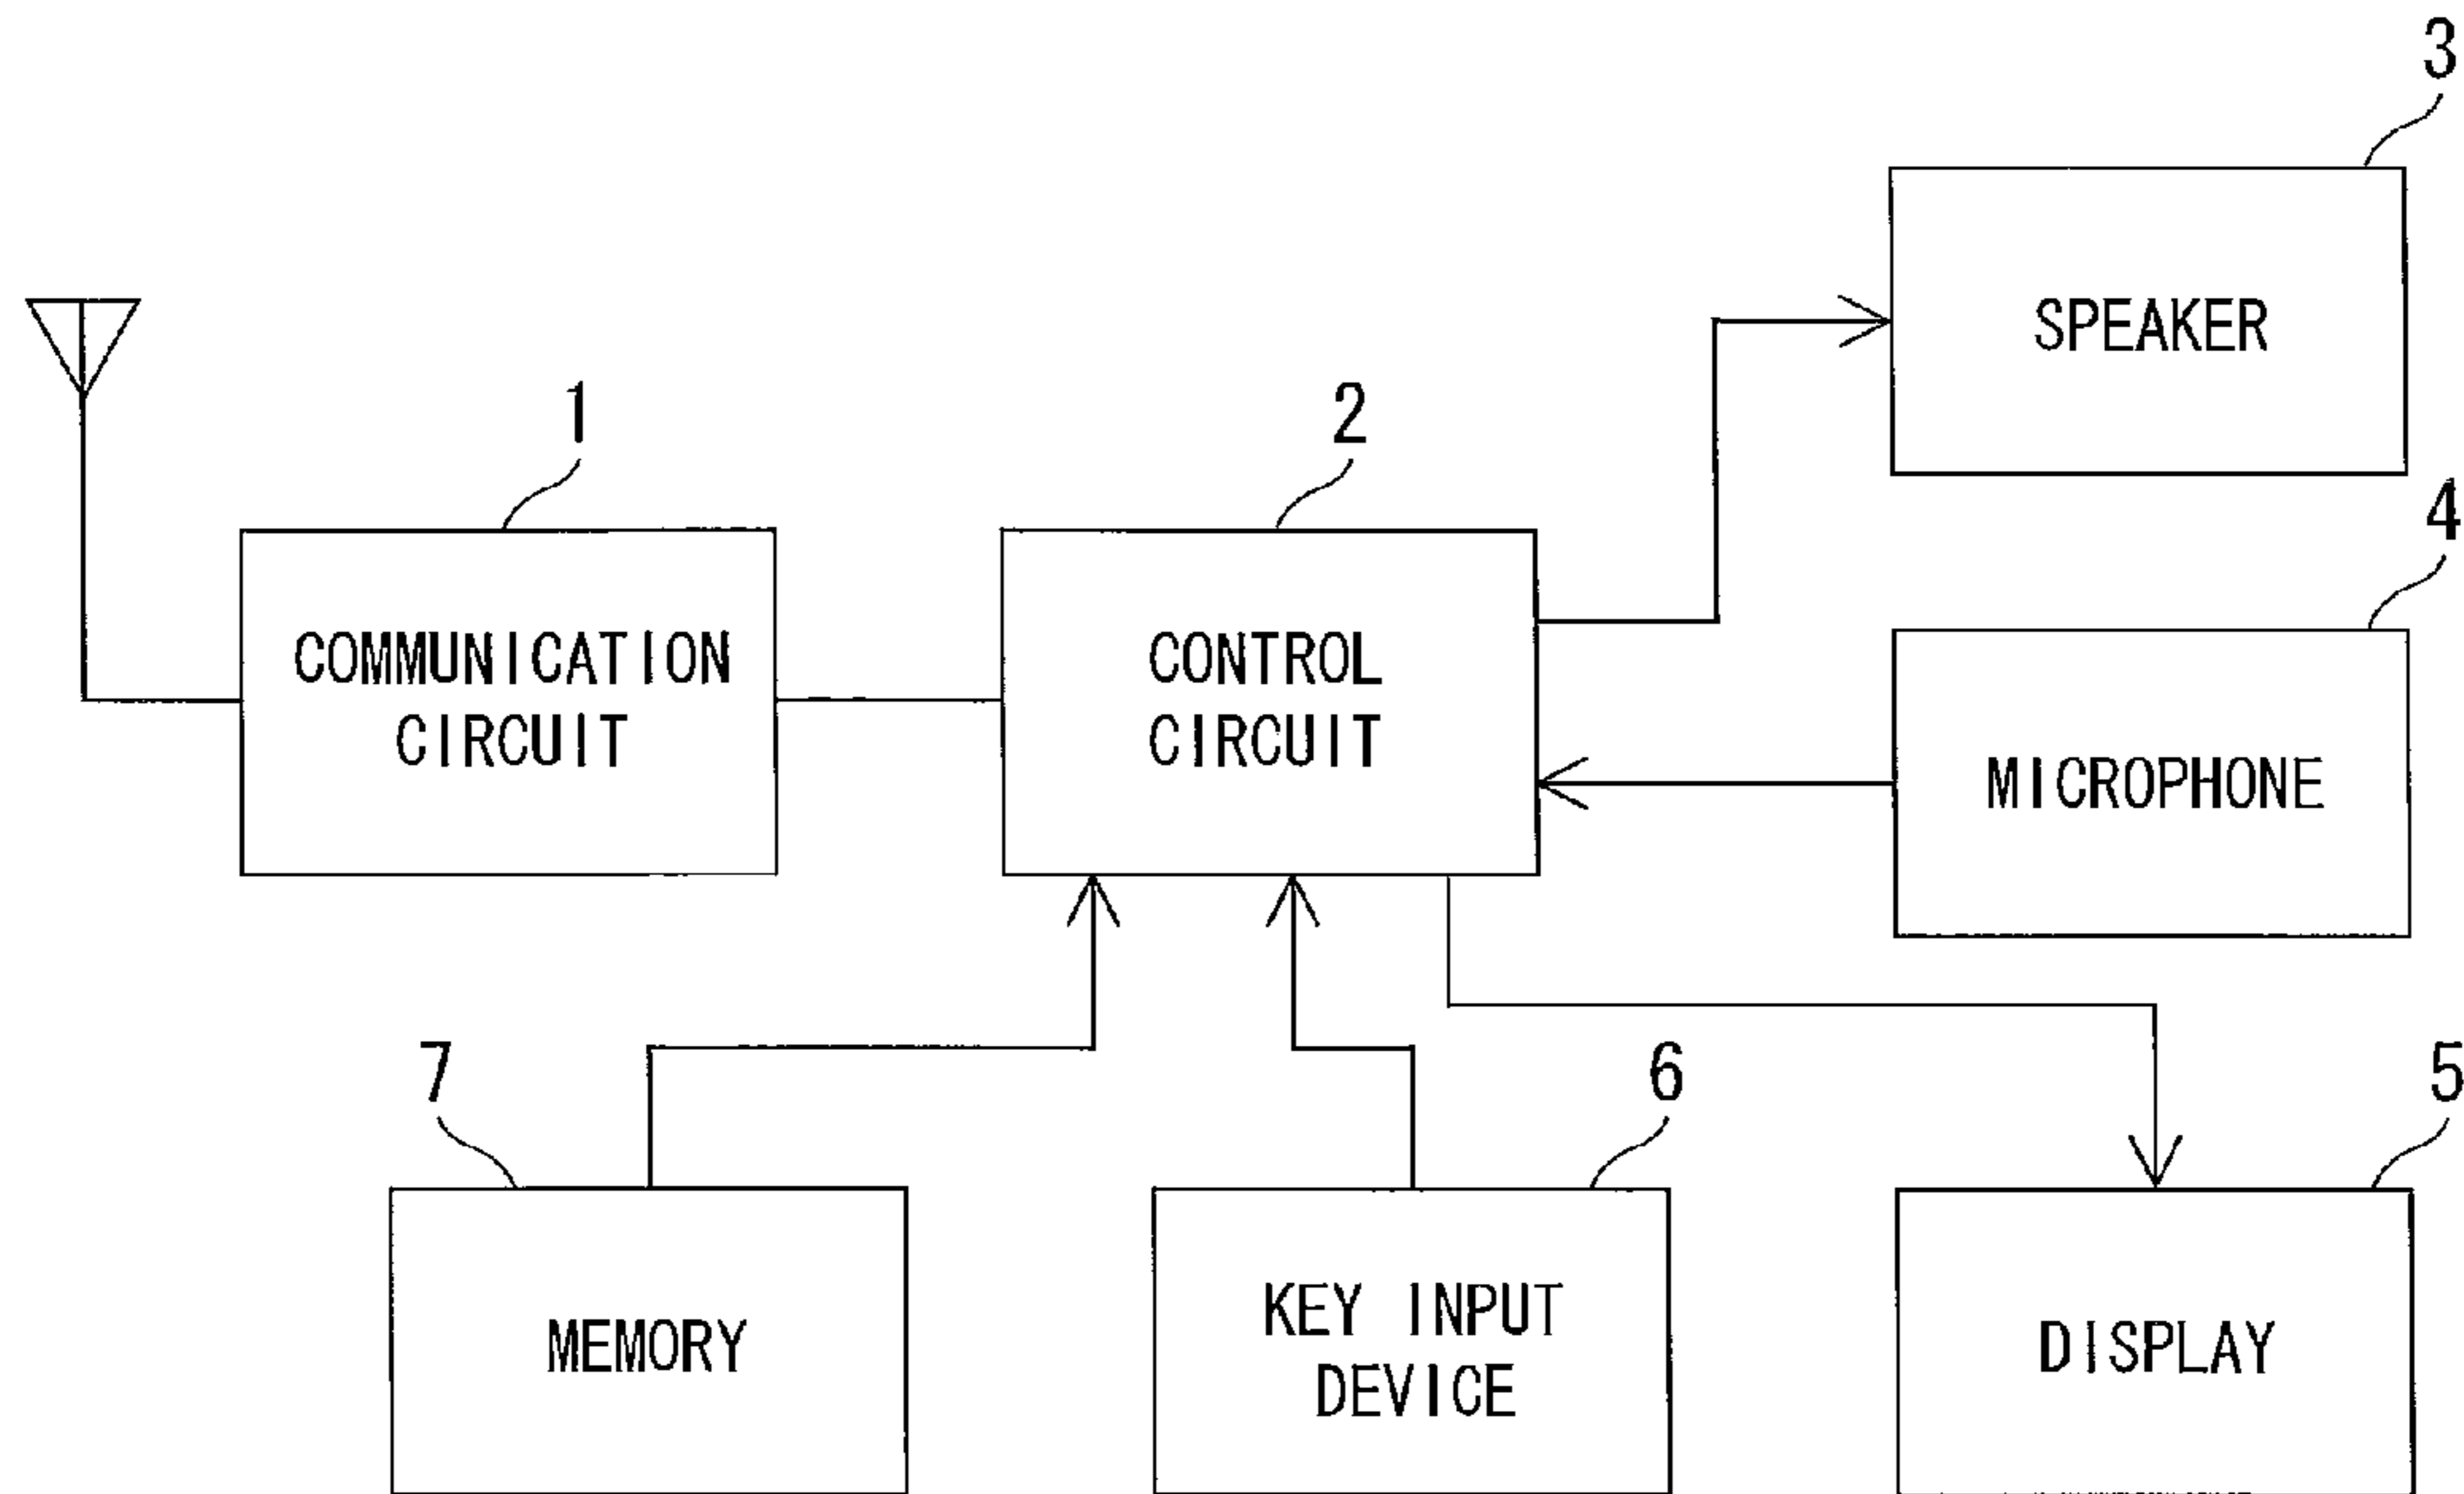 3
SPEAKER
1
2
4
COMMUNICATION
CIRCUIT
CONTROL
CIRCUIT
MICROPHONE
7
6
5
MEMORY
KEY INPUT
DEVICE
DISPLAY